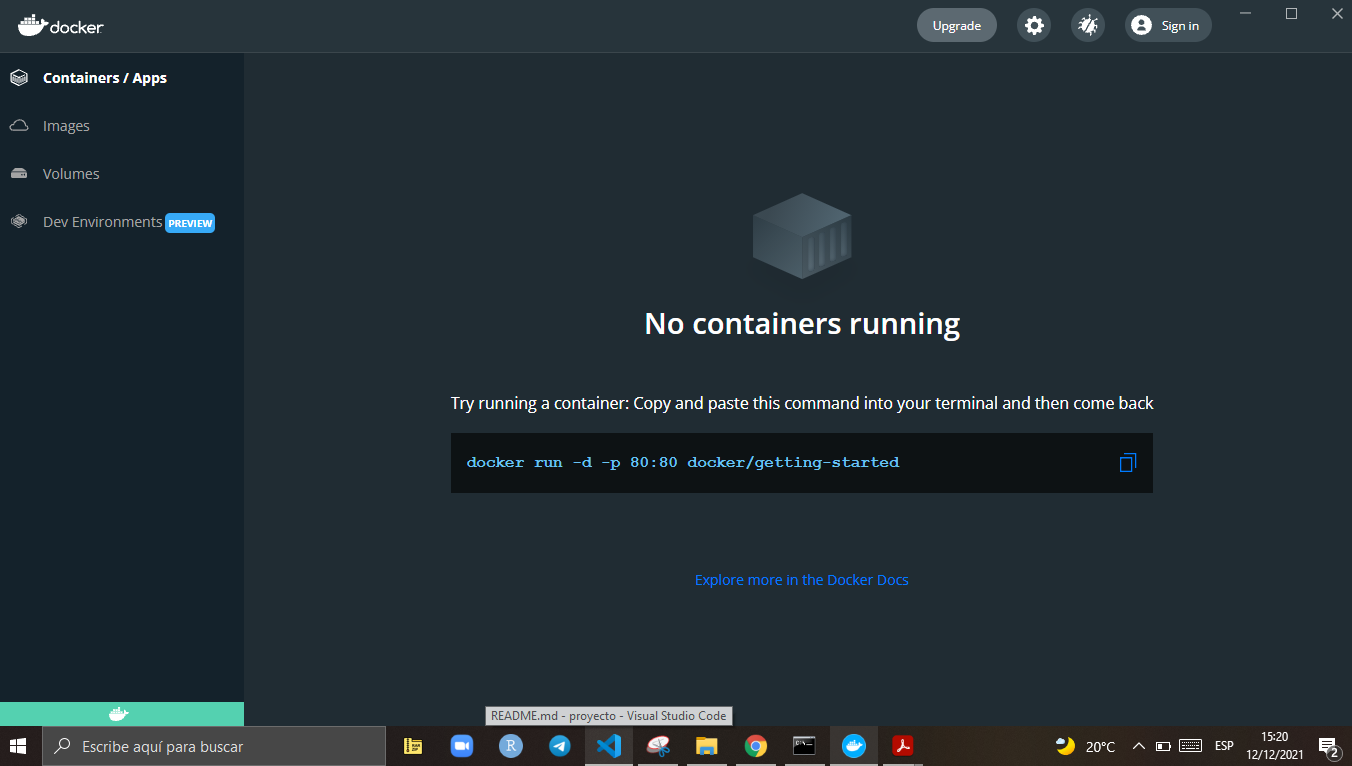 docker
Upgrade
Sign in
Containers / Apps
Images
Volumes
Dev Environments PREVIEW
No containers running
Try running a container: Copy and paste this command into your terminal and then come back
docker run -d -p 80:80 docker/getting-started
Explore more in the Docker Docs
README.md - proyecto - Visual Studio Code
Escribe aquí para buscar
R
20°C
ESP
15:20
12/12/2021
2